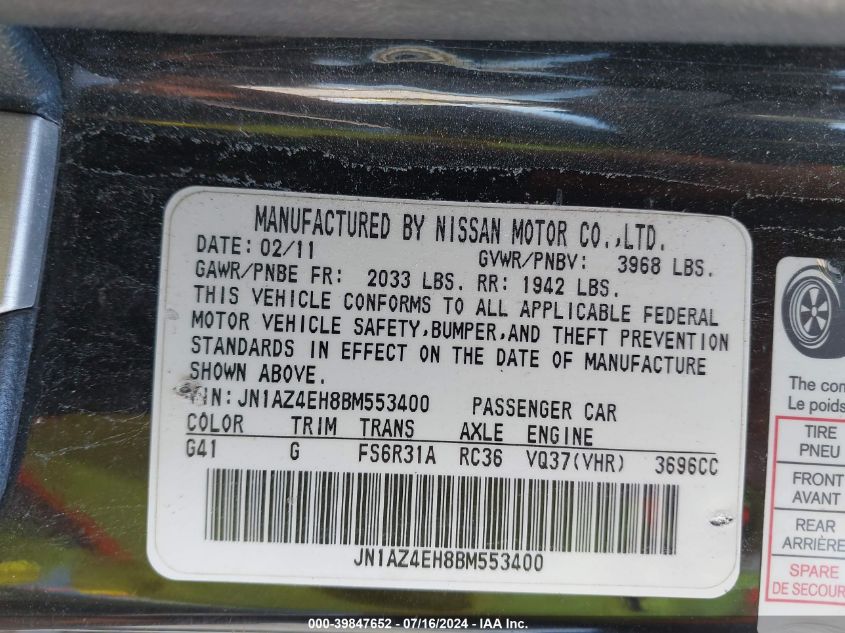 MANUFACTURED BY NISSAN MOTOR CO.,LTD.
DATE: 02/11 GVWR/PNBV: 3968 LBS.
GAWR/PNBE FR: 2033 LBS. RR: 1942 LBS.
THIS VEHICLE CONFORMS TO ALL APPLICABLE FEDERAL
MOTOR VEHICLE SAFETY,BUMPER,AND THEFT PREVENTION
STANDARDS IN EFFECT ON THE DATE OF MANUFACTURE
SHOWN ABOVE.
VIN: JN1AZ4EH8BM553400 PASSENGER CAR
COLOR TRIM TRANS AXLE ENGINE
G41 G FS6R31A RC36 VQ37(VHR) 3696CC
JN1AZ4EH8BM553400
The com
Le poids
TIRE
PNEU
FRONT
AVANT
REAR
ARRIÈRE
SPARE
DE SECOUR
000-39847652 - 07/16/2024 - IAA Inc.